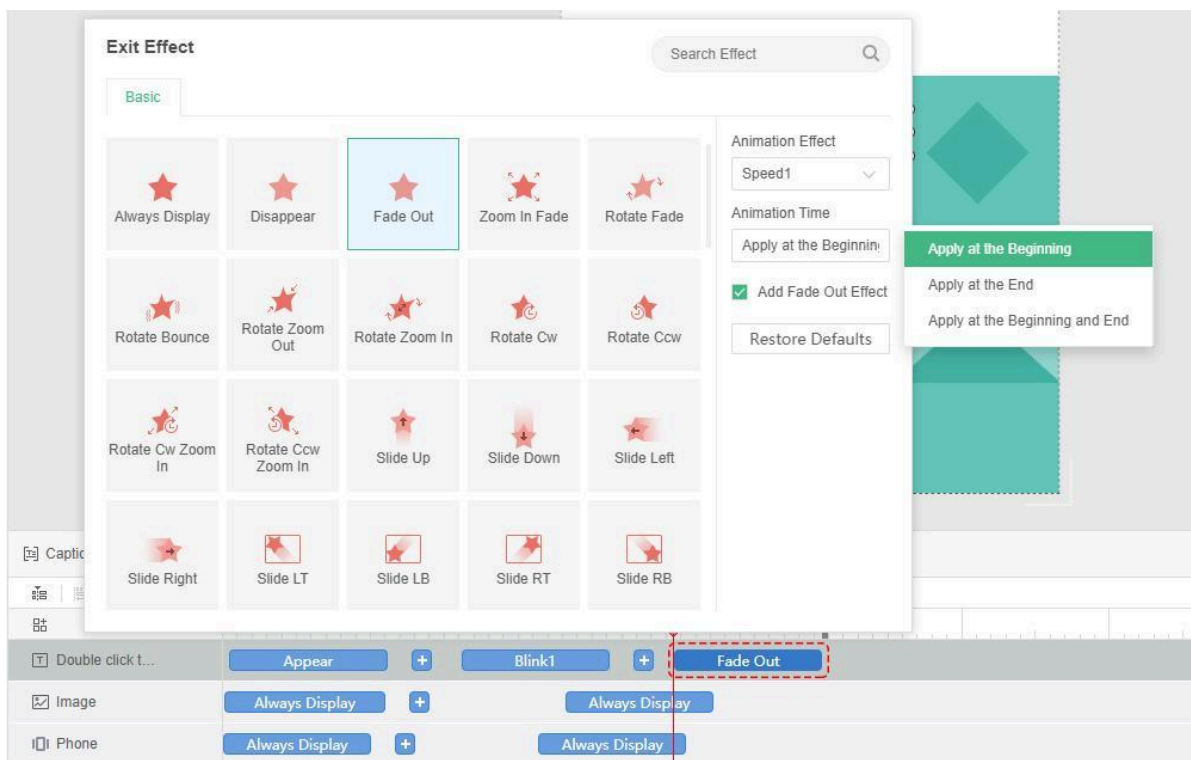 Exit Effect
Search Effect
Basic
Animation Effect
Speed1
Animation Time
Apply at the Beginning
Add Fade Out Effect
Restore Defaults
Apply at the Beginning
Apply at the End
Apply at the Beginning and End
Always Display
Disappear
Fade Out
Zoom In Fade
Rotate Fade
Rotate Bounce
Rotate Zoom
Out
Rotate Zoom In
Rotate Cw
Rotate Ccw
Rotate Cw Zoom
In
Rotate Ccw
Zoom In
Slide Up
Slide Down
Slide Left
Slide Right
Slide LT
Slide LB
Slide RT
Slide RB
Captio
Double click t...
Appear
Blink1
Fade Out
Image
Always Display
Always Display
Phone
Always Display
Always Display